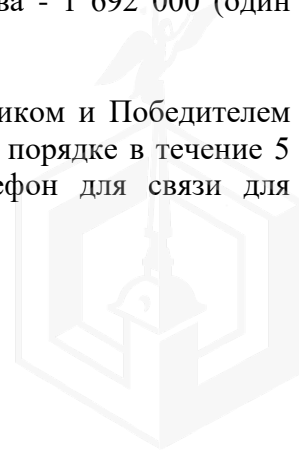 ва - 1 692 000 (один
иком и Победителем
порядке в течение 5
ефон для связи для